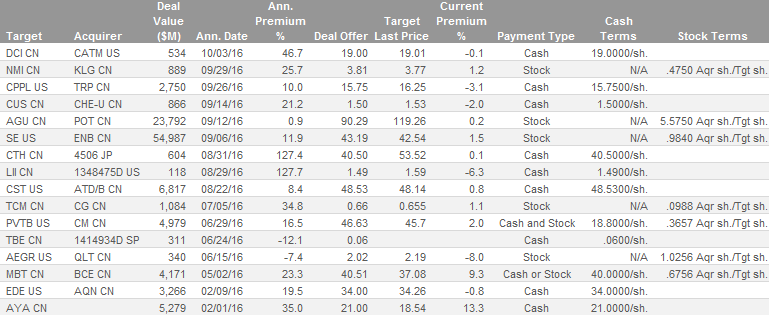 Deal Ann. Current
Value Premium Target Premium Cash
Target Acquirer ($M) Ann. Date % Deal Offer Last Price % Payment Type Terms Stock Terms
DCI CN CATM US 534 10/03/16 46.7 19.00 19.01 -0.1 Cash 19.0000/sh.
NMI CN KLG CN 889 09/29/16 25.7 3.81 3.77 1.2 Stock N/A .4750 Aqr sh./Tgt sh.
CPPL US TRP CN 2,750 09/26/16 10.0 15.75 16.25 -3.1 Cash 15.7500/sh.
CUS CN CHE-U CN 866 09/14/16 21.2 1.50 1.53 -2.0 Cash 1.5000/sh.
AGU CN POT CN 23,792 09/12/16 0.9 90.29 119.26 0.2 Stock N/A 5.5750 Aqr sh./Tgt sh.
SE US ENB CN 54,987 09/06/16 11.9 43.19 42.54 1.5 Stock N/A .9840 Aqr sh./Tgt sh.
CTH CN 4506 JP 604 08/31/16 127.4 40.50 53.52 0.1 Cash 40.5000/sh.
LII CN 1348475D US 118 08/29/16 127.7 1.49 1.59 -6.3 Cash 1.4900/sh.
CST US ATD/B CN 6,817 08/22/16 8.4 48.53 48.14 0.8 Cash 48.5300/sh.
TCM CN CG CN 1,084 07/05/16 34.8 0.66 0.655 1.1 Stock N/A .0988 Aqr sh./Tgt sh.
PVTB US CM CN 4,979 06/29/16 16.5 46.63 45.7 2.0 Cash and Stock 18.8000/sh. .3657 Aqr sh./Tgt sh.
TBE CN 1414934D SP 311 06/24/16 -12.1 0.06 Cash .0600/sh.
AEGR US QLT CN 340 06/15/16 -7.4 2.02 2.19 -8.0 Stock N/A 1.0256 Aqr sh./Tgt sh.
MBT CN BCE CN 4,171 05/02/16 23.3 40.51 37.08 9.3 Cash or Stock 40.0000/sh. .6756 Aqr sh./Tgt sh.
EDE US AQN CN 3,266 02/09/16 19.5 34.00 34.26 -0.8 Cash 34.0000/sh.
AYA CN 5,279 02/01/16 35.0 21.00 18.54 13.3 Cash 21.0000/sh.